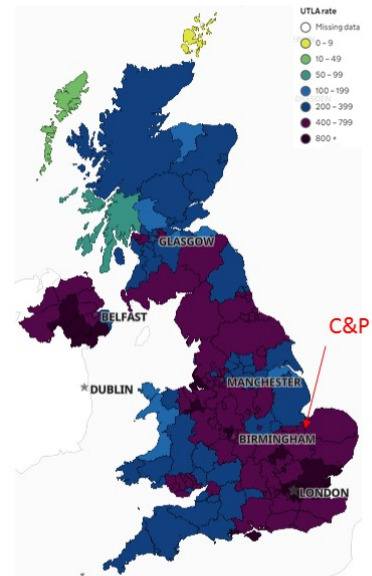 UTLA rate
Missing data
0 – 9
10 – 49
50 – 99
100 – 199
200 – 399
400 – 799
800 +
GLASGOW
BELFAST
C&P
MANCHESTER
DUBLIN
BIRMINGHAM
LONDON